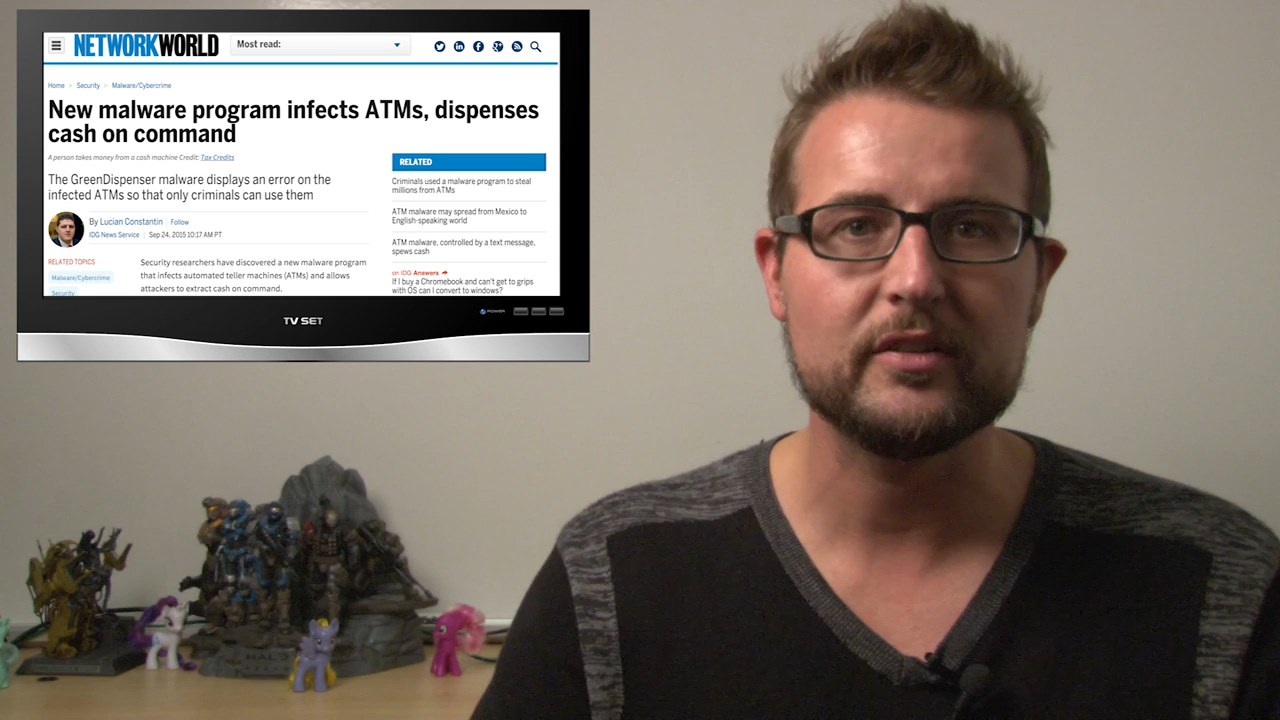 NETWORKWORLD
Most read:
Home > Security > Malware/Cybercrime
New malware program infects ATMs, dispenses
cash on command
A person takes money from a cash machine Credit: Tax Credits
The GreenDispenser malware displays an error on the
infected ATMs so that only criminals can use them
By Lucian Constantin Follow
IDG News Service | Sep 24, 2015 10:17 AM PT
RELATED TOPICS
Malware/Cybercrime
Security
Security researchers have discovered a new malware program
that infects automated teller machines (ATMs) and allows
attackers to extract cash on command.
RELATED
Criminals used a malware program to steal
millions from ATMs
ATM malware may spread from Mexico to
English-speaking world
ATM malware, controlled by a text message,
spews cash
on IDG Answers
If I buy a Chromebook and can't get to grips
with OS can I convert to windows?
POWER
TV SET
HALO